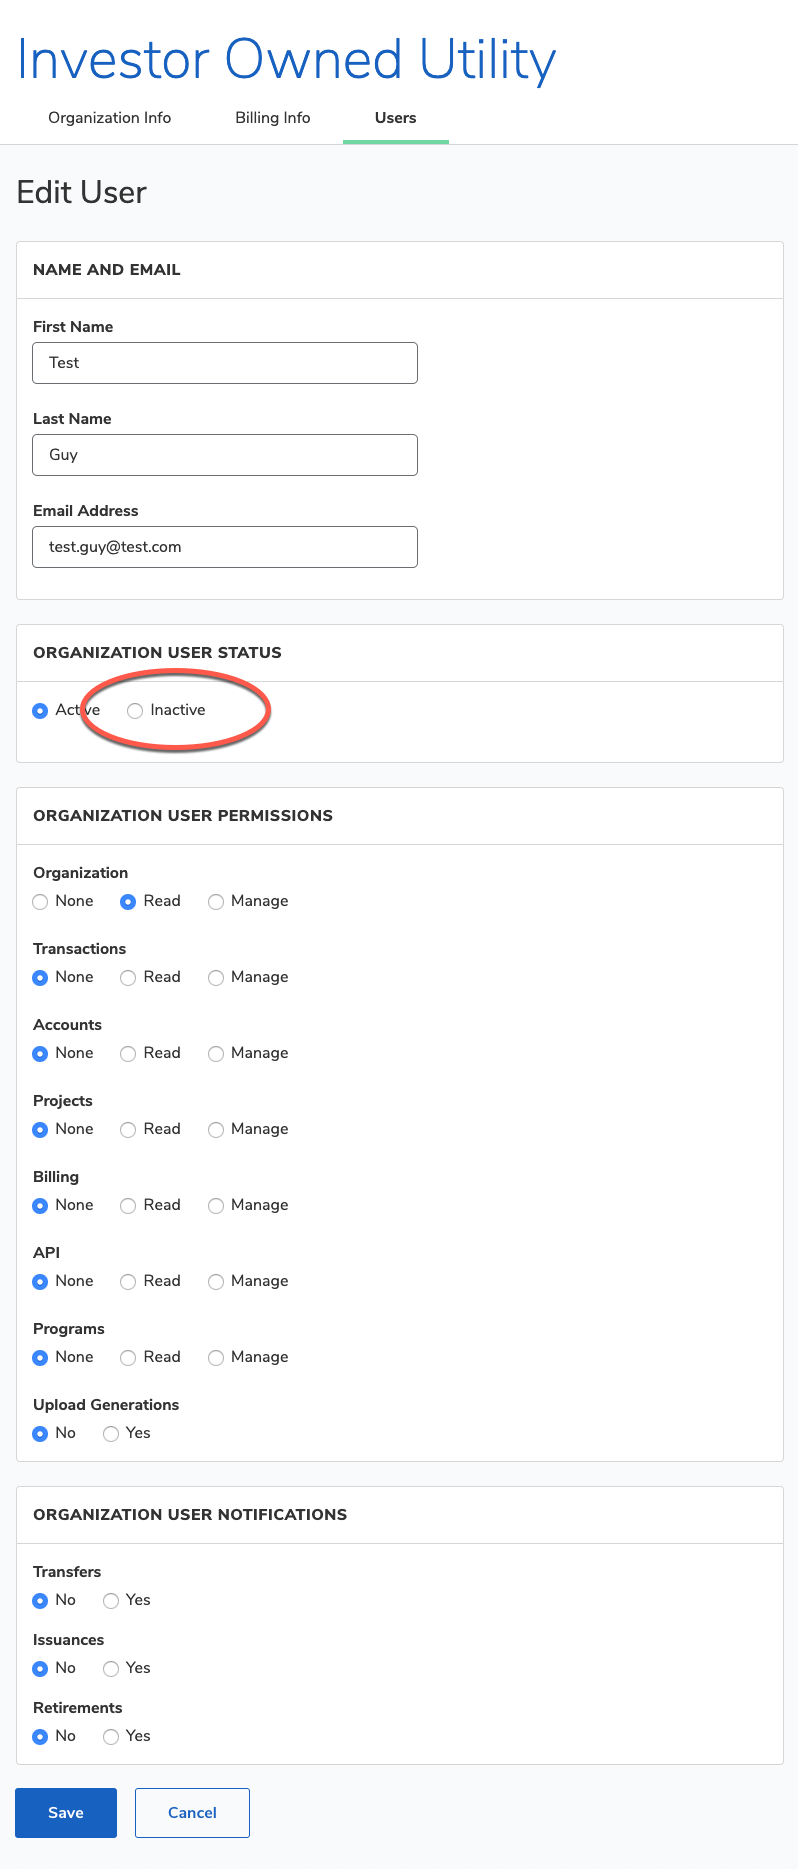 Investor Owned Utility
Organization Info Billing Info Users
Edit User
NAME AND EMAIL
First Name
Test
Last Name
Guy
Email Address
test.guy@test.com
ORGANIZATION USER STATUS
Active Inactive
ORGANIZATION USER PERMISSIONS
Organization
None Read Manage
Transactions
None Read Manage
Accounts
None Read Manage
Projects
None Read Manage
Billing
None Read Manage
API
None Read Manage
Programs
None Read Manage
Upload Generations
No Yes
ORGANIZATION USER NOTIFICATIONS
Transfers
No Yes
Issuances
No Yes
Retirements
No Yes
Save Cancel